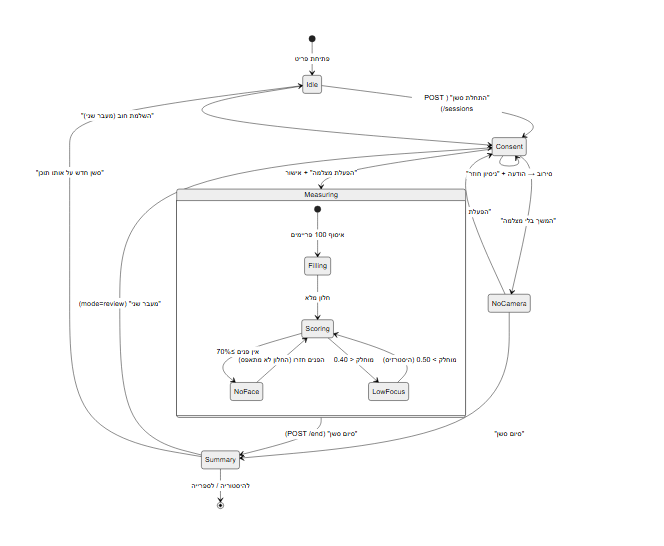 פתיחת פריט
Idle
"התחלת סשן" ( POST
/sessions)
"השלמת חוב (מעבר שני)"
Consent
"הפעלת מצלמה" + אישור
סירוב → הודעה + "ניסיון חוזר"
"סשן חדש על אותו תוכן"
Measuring
"הפעלת
"המשך בלי מצלמה"
איסוף 100 פריימים
Filling
חלון מלא
"מעבר שני" (mode=review)
NoCamera
Scoring
אין פנים ≥70%
הפנים חזרו (החלון לא מתאפס)
מוחלק < 0.40
מוחלק > 0.50 (היסטרזיס)
NoFace
LowFocus
"סיום סשן" (POST /end)
"סיום סשן"
Summary
להיסטוריה / לספרייה